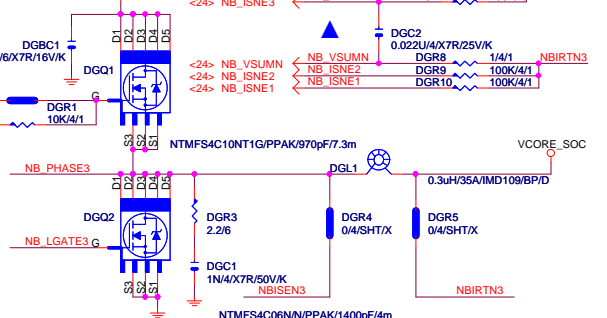 <24> NB_ISNE3
D1 D2 D3 D4 D5
DGBC1
/6/X7R/16V/K
DGC2
0.022U/4/X7R/25V/K
<24> NB_VSUMN NB_VSUMN DGR8 1/4/1 NBIRTN3
DGQ1 <24> NB_ISNE2 NB_ISNE2 DGR9 100K/4/1
<24> NB_ISNE1 NB_ISNE1 DGR10 100K/4/1
G
DGR1
10K/4/1
S3 S2 S1
NTMFS4C10NT1G/PPAK/970pF/7.3m
VCORE_SOC
NB_PHASE3
DGL1
D1 D2 D3 D4 D5
0.3uH/35A/IMD109/BP/D
DGQ2
DGR3
2.2/6
DGR4
0/4/SHT/X
DGR5
0/4/SHT/X
NB_LGATE3 G
DGC1
1N/4/X7R/50V/K
S3 S2 S1
NBISEN3 NBIRTN3
NTMFS4C06N/N/PPAK/1400pF/4m